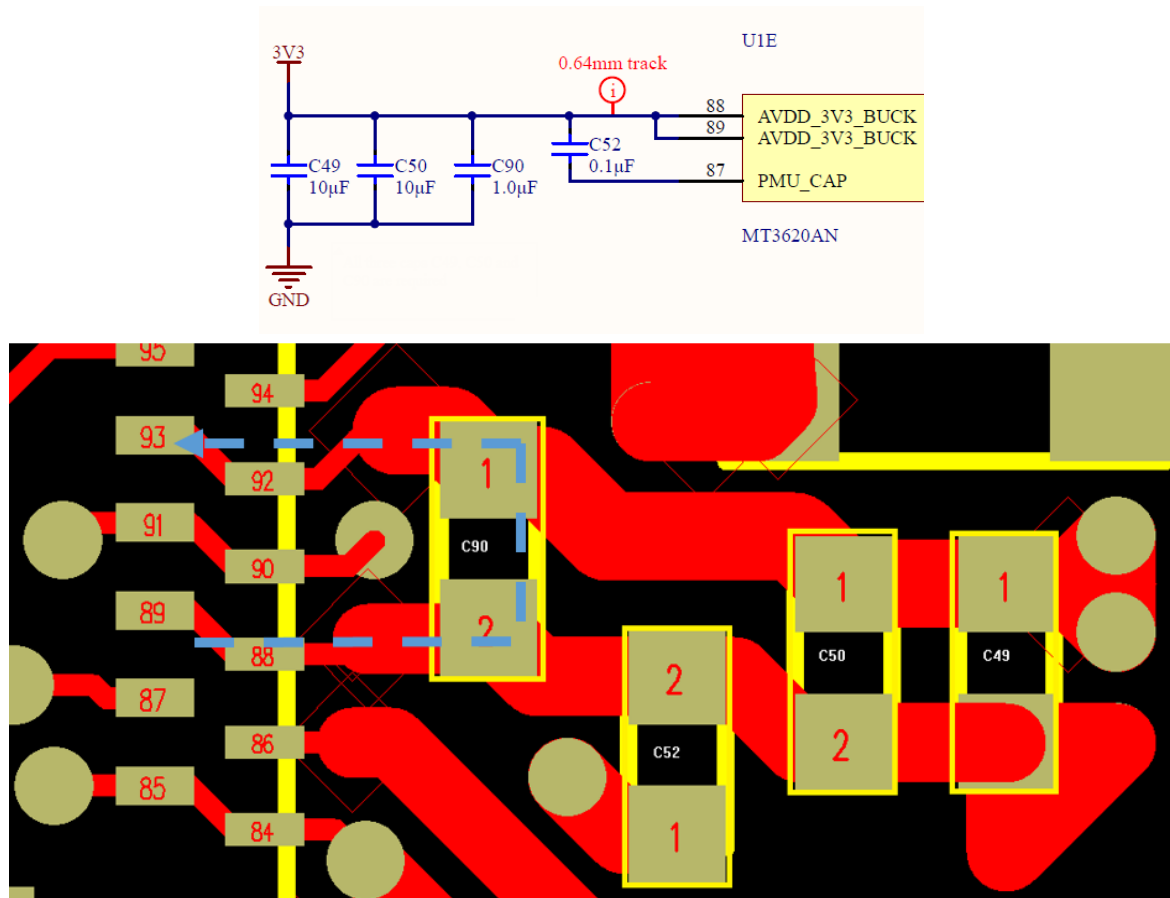 U1E
3V3
0.64mm track
i
88
AVDD_3V3_BUCK
89
AVDD_3V3_BUCK
C49
10µF
C50
10µF
C90
1.0µF
C52
0.1µF
87
PMU_CAP
MT3620AN
GND
95
94
93
92
1
91
C90
90
1
1
89
2
88
C50
C49
2
87
86
C52
2
85
84
1